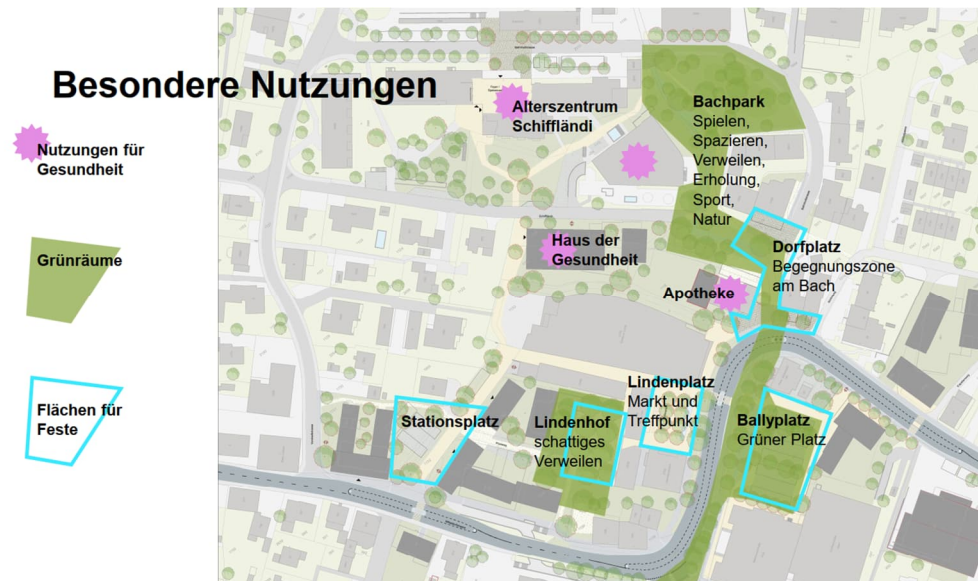 Besondere Nutzungen
Nutzungen für
Gesundheit
Grünräume
Flächen für
Feste
Alterszentrum
Schiffländi
Bachpark
Spielen,
Spazieren,
Verweilen,
Erholung,
Sport,
Natur
Haus der
Gesundheit
Dorfplatz
Begegnungszone
am Bach
Apotheke
Stationsplatz
Lindenhof
schattiges
Verweilen
Lindenplatz
Markt und
Treffpunkt
Ballyplatz
Grüner Platz